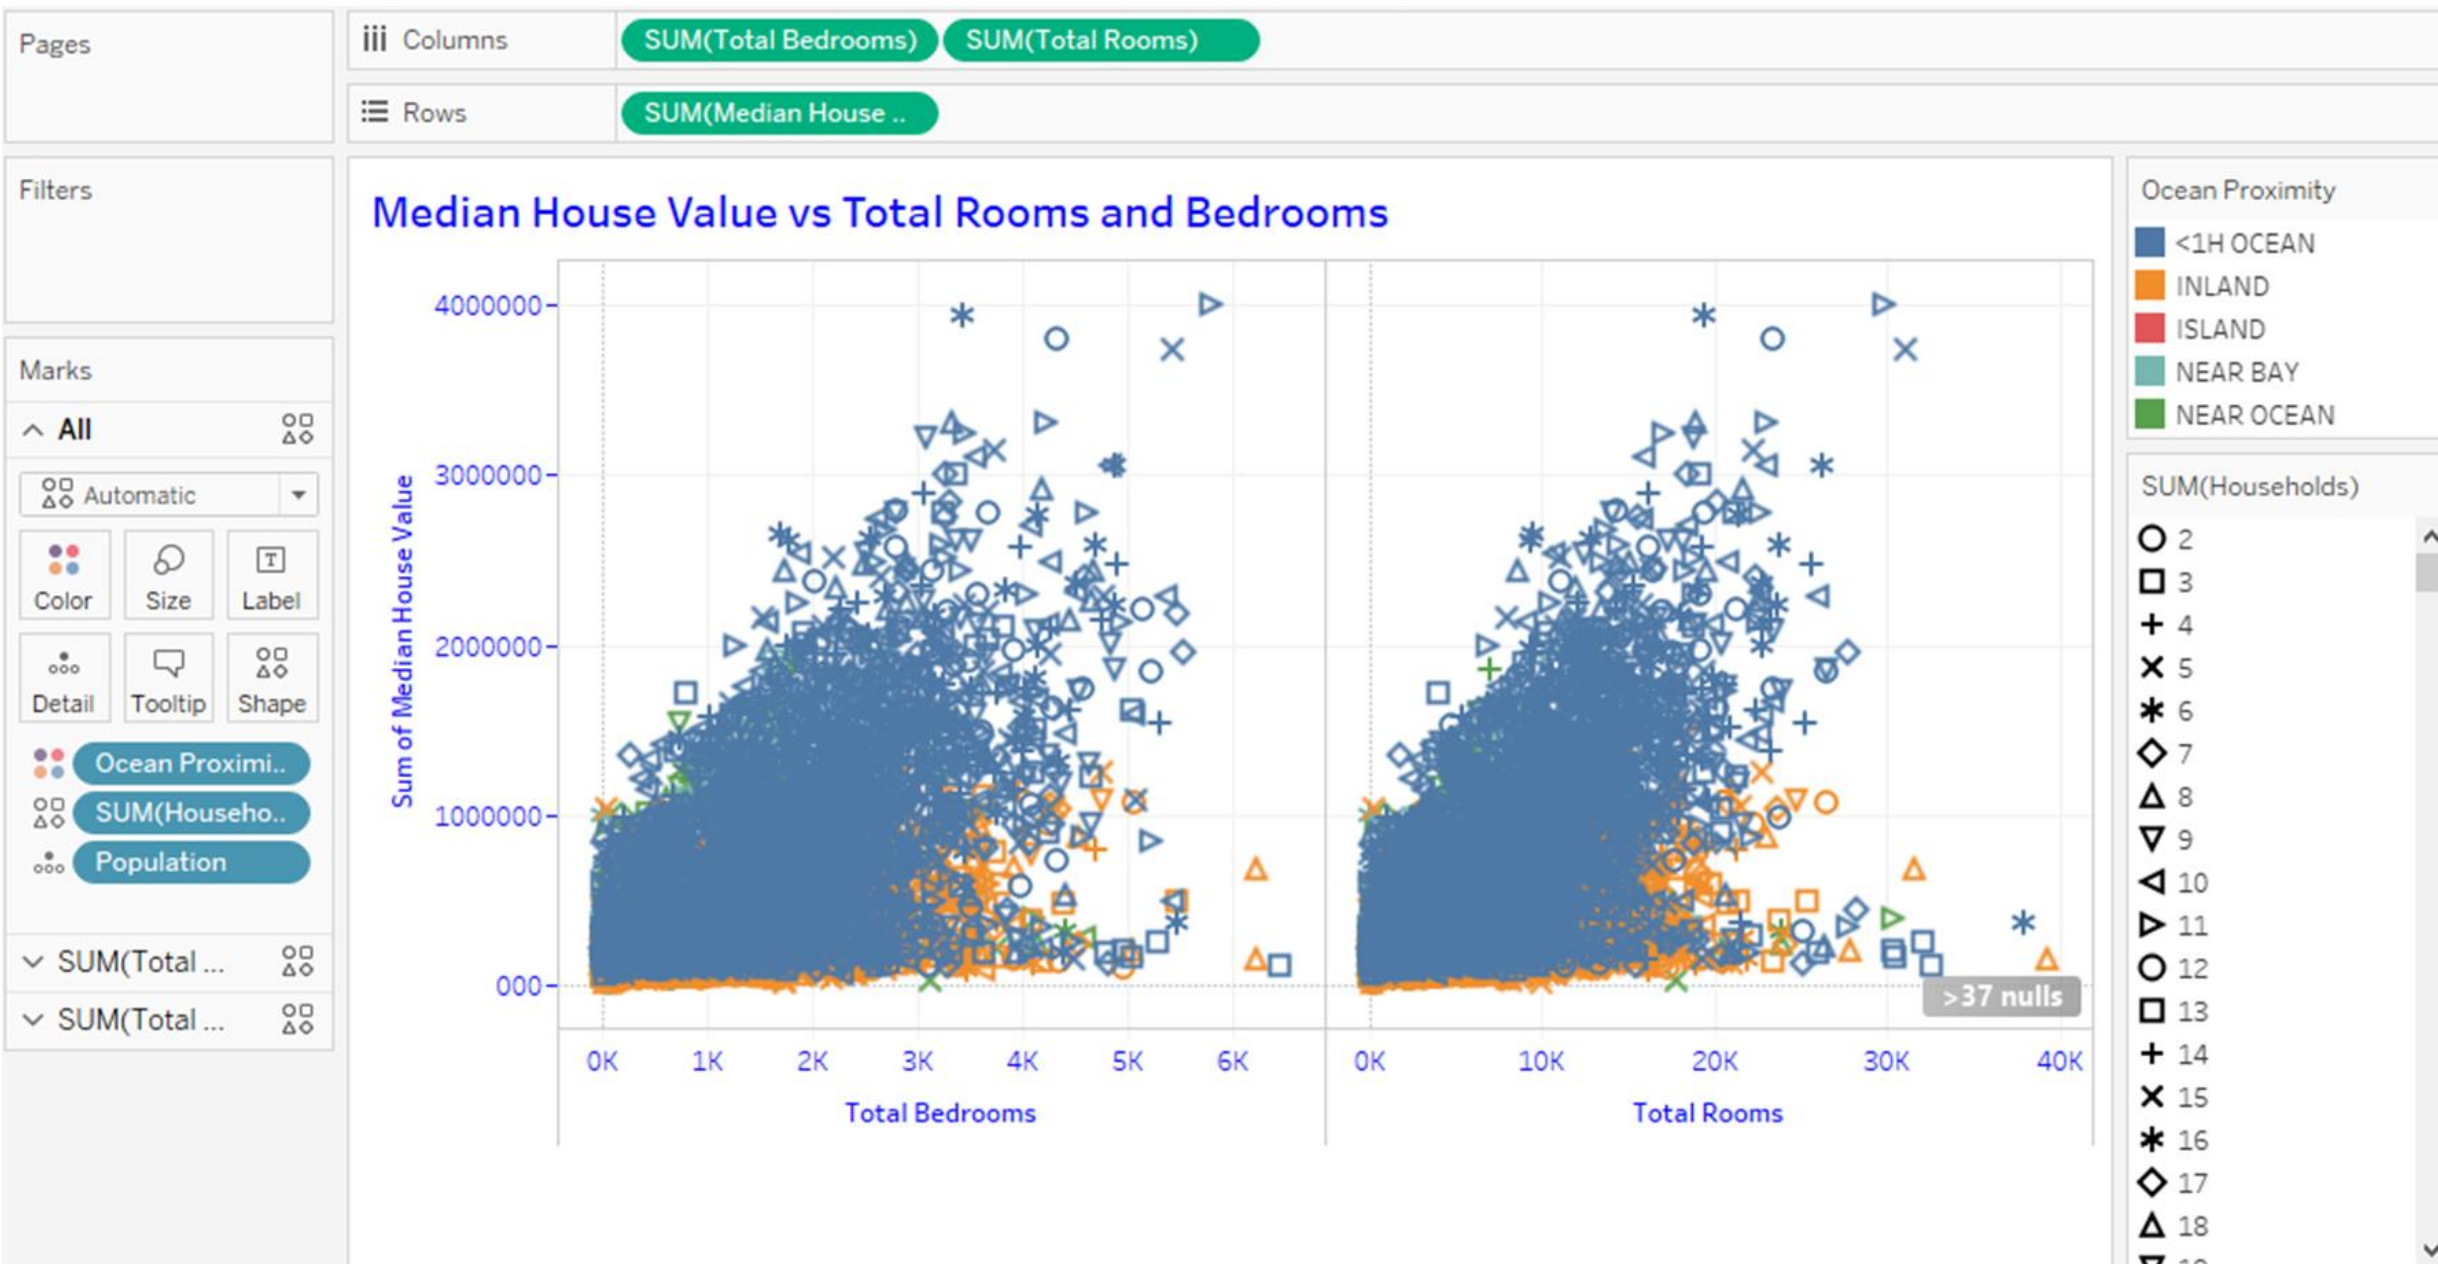 Pages
Columns
SUM(Total Bedrooms)
SUM(Total Rooms)
Rows
SUM(Median House ..
Filters
Marks
All
Automatic
Color
Size
Label
Detail
Tooltip
Shape
Ocean Proximi..
SUM(Househo..
Population
SUM(Total ...
SUM(Total ...
Median House Value vs Total Rooms and Bedrooms
Sum of Median House Value
4000000
3000000
2000000
1000000
000
0K 1K 2K 3K 4K 5K 6K
Total Bedrooms
0K 10K 20K 30K 40K
Total Rooms
>37 nulls
Ocean Proximity
<1H OCEAN
INLAND
ISLAND
NEAR BAY
NEAR OCEAN
SUM(Households)
2
3
4
5
6
7
8
9
10
11
12
13
14
15
16
17
18